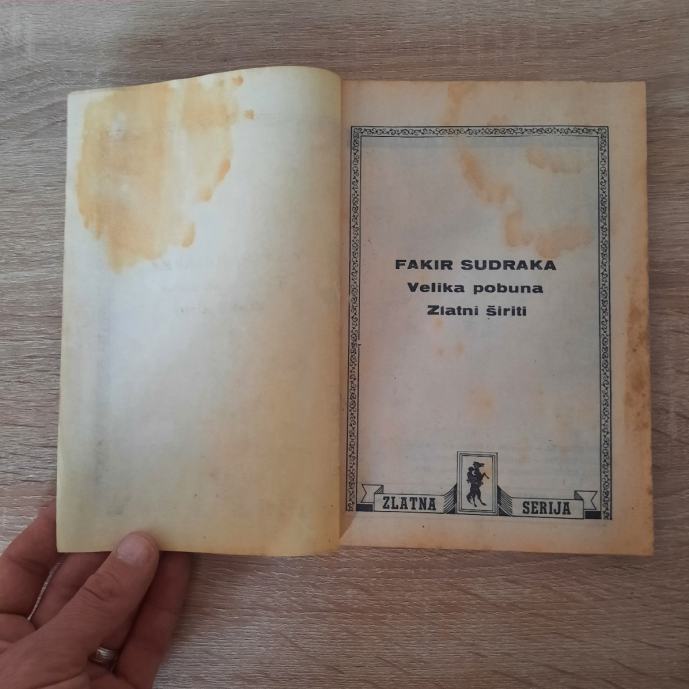 FAKIR SUDRAKA
Velika pobuna
Zlatni širiti
ZLATNA SERIJA